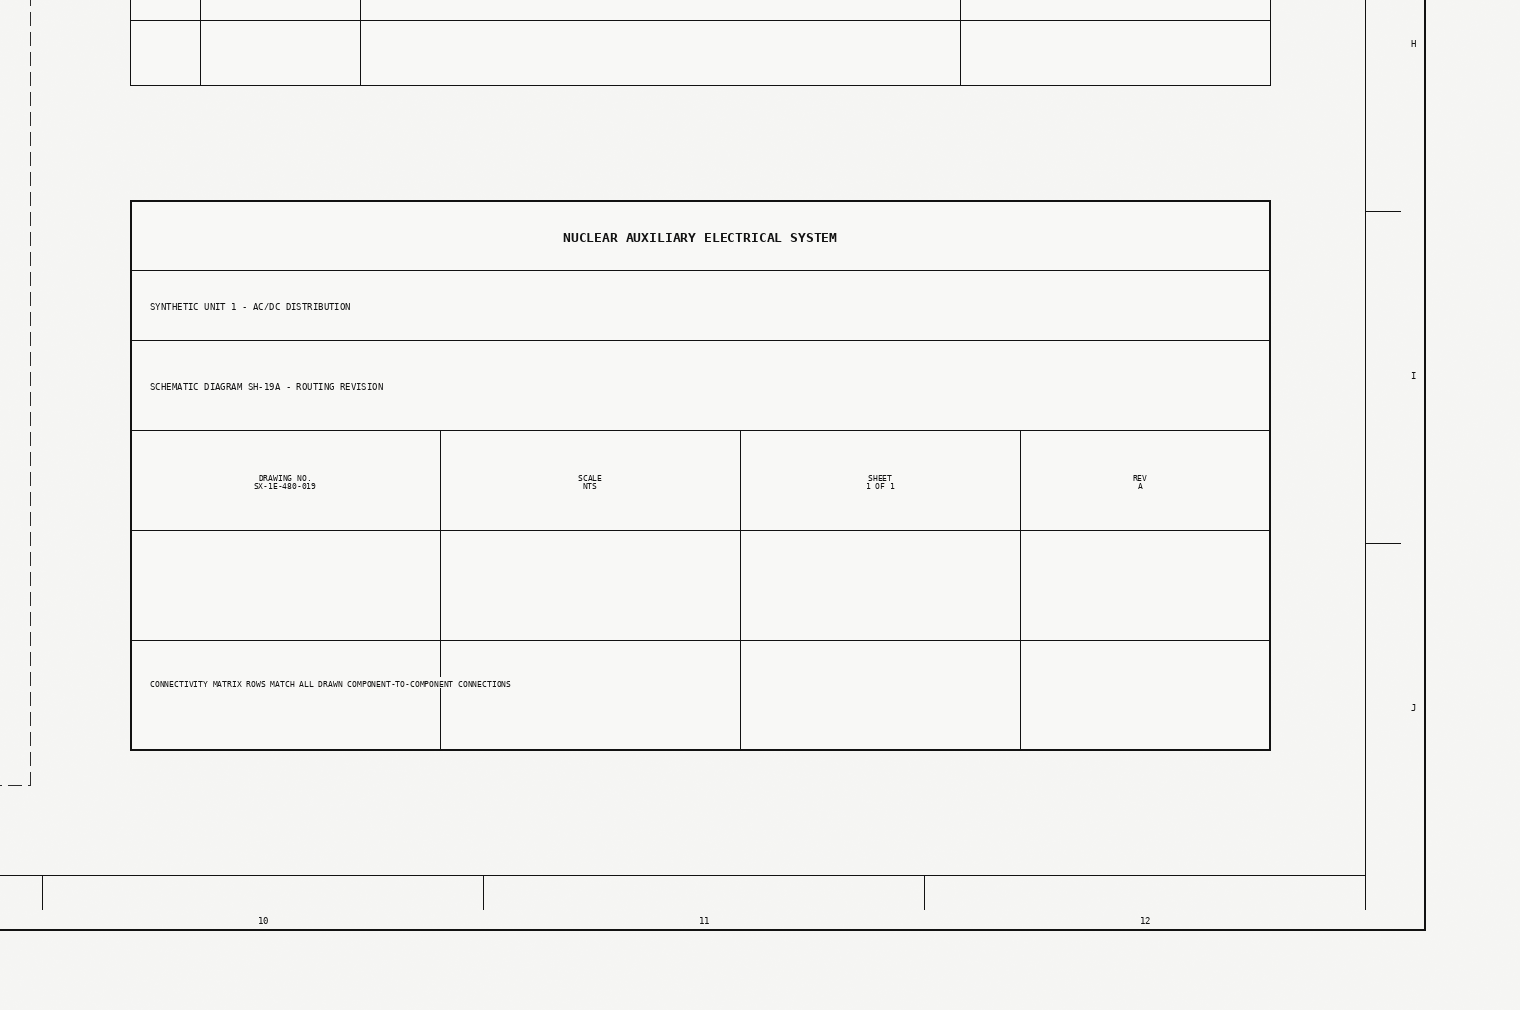 H
NUCLEAR AUXILIARY ELECTRICAL SYSTEM
SYNTHETIC UNIT 1 - AC/DC DISTRIBUTION
I
SCHEMATIC DIAGRAM SH-19A - ROUTING REVISION
DRAWING NO.
SX-1E-480-019
SCALE
NTS
SHEET
1 OF 1
REV
A
CONNECTIVITY MATRIX ROWS MATCH ALL DRAWN COMPONENT-TO-COMPONENT CONNECTIONS
J
10
11
12